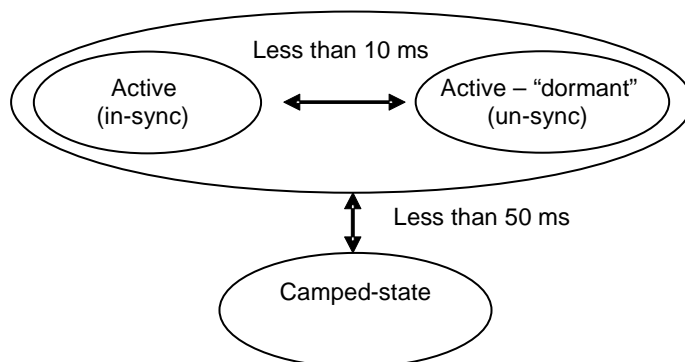 Less than 10 ms
Active
(in-sync)
Active – “dormant”
(un-sync)
Less than 50 ms
Camped-state